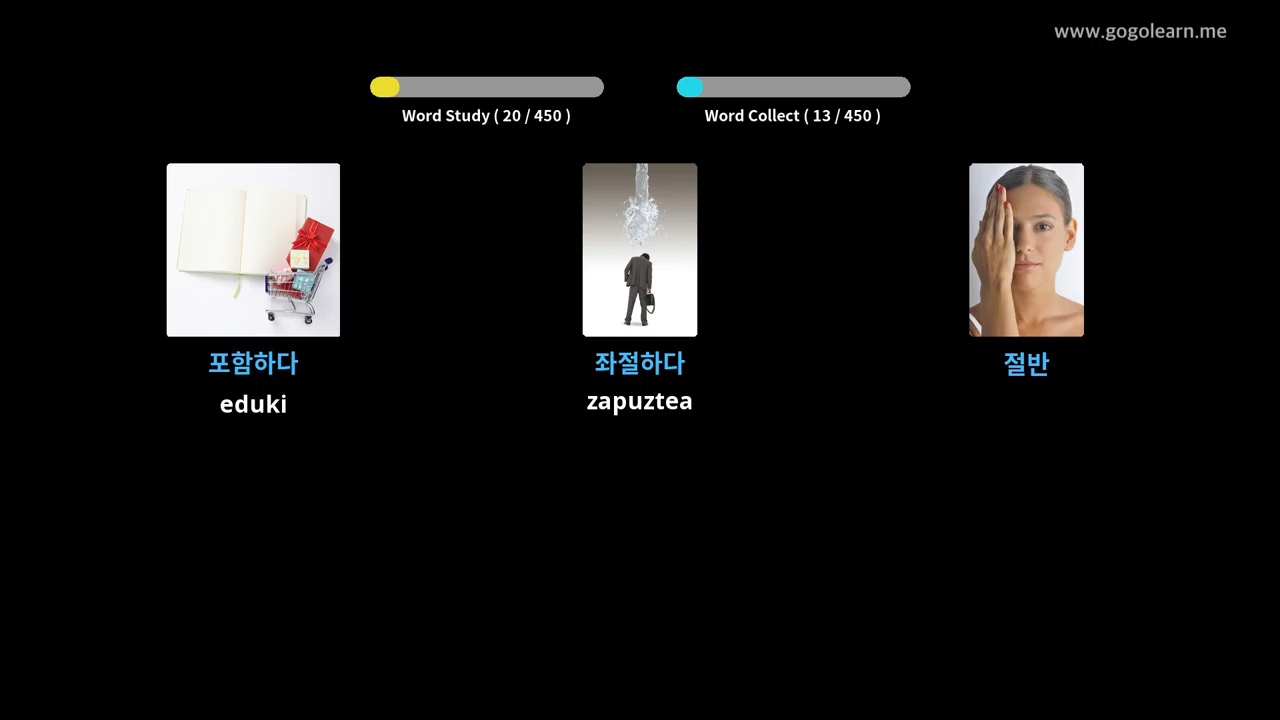 www.gogolearn.me
Word Study ( 20 / 450 )
Word Collect ( 13 / 450 )
포함하다
좌절하다
절반
eduki
zapuztea